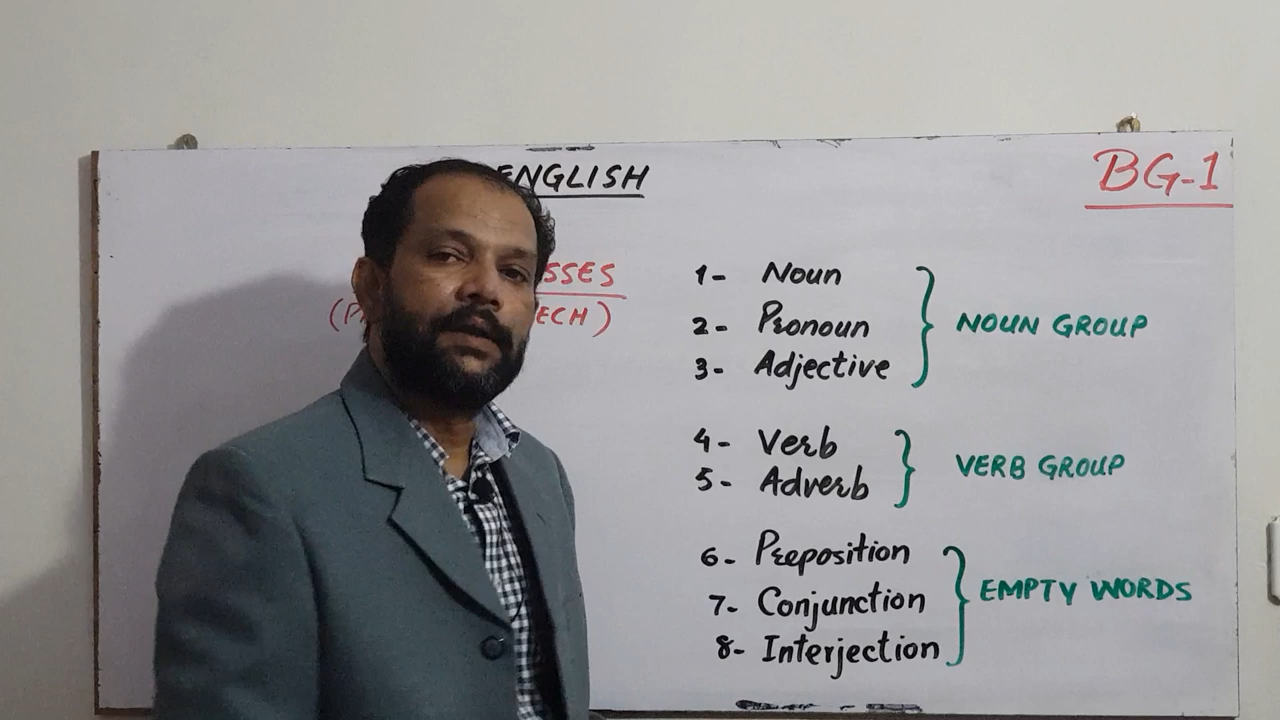 ENGLISH
BG-1
1- Noun
2- Pronoun
3- Adjective
NOUN GROUP
4- Verb
5- Adverb
VERB GROUP
6- Preposition
7- Conjunction
8- Interjection
EMPTY WORDS